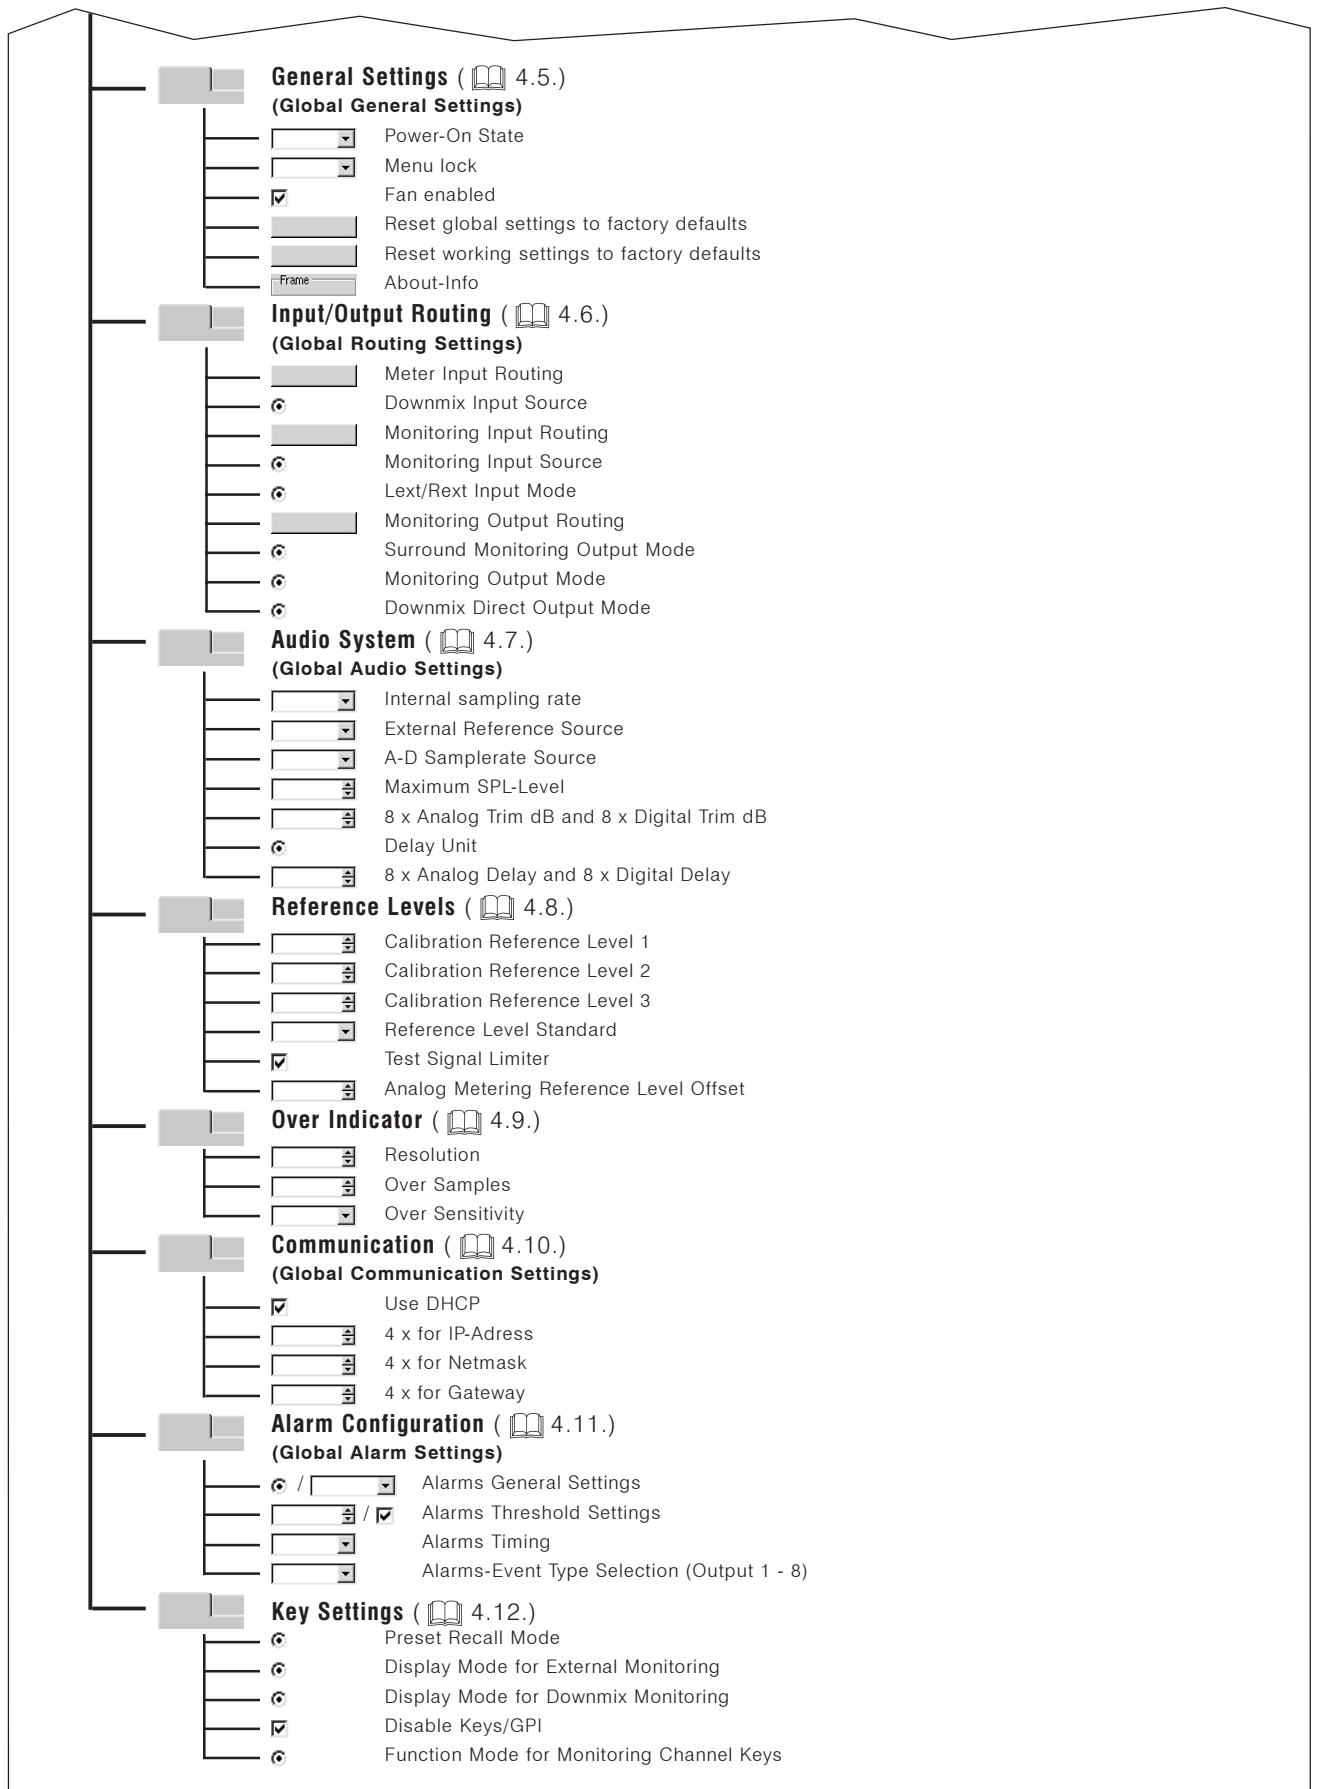 General Settings ( 4.5.)
(Global General Settings)
Power-On State
Menu lock
Fan enabled
Reset global settings to factory defaults
Reset working settings to factory defaults
Frame About-Info
Input/Output Routing ( 4.6.)
(Global Routing Settings)
Meter Input Routing
Downmix Input Source
Monitoring Input Routing
Monitoring Input Source
Lext/Rext Input Mode
Monitoring Output Routing
Surround Monitoring Output Mode
Monitoring Output Mode
Downmix Direct Output Mode
Audio System ( 4.7.)
(Global Audio Settings)
Internal sampling rate
External Reference Source
A-D Samplerate Source
Maximum SPL-Level
8 x Analog Trim dB and 8 x Digital Trim dB
Delay Unit
8 x Analog Delay and 8 x Digital Delay
Reference Levels ( 4.8.)
Calibration Reference Level 1
Calibration Reference Level 2
Calibration Reference Level 3
Reference Level Standard
Test Signal Limiter
Analog Metering Reference Level Offset
Over Indicator ( 4.9.)
Resolution
Over Samples
Over Sensitivity
Communication ( 4.10.)
(Global Communication Settings)
Use DHCP
4 x for IP-Adress
4 x for Netmask
4 x for Gateway
Alarm Configuration ( 4.11.)
(Global Alarm Settings)
/ Alarms General Settings
/ Alarms Threshold Settings
Alarms Timing
Alarms-Event Type Selection (Output 1 - 8)
Key Settings ( 4.12.)
Preset Recall Mode
Display Mode for External Monitoring
Display Mode for Downmix Monitoring
Disable Keys/GPI
Function Mode for Monitoring Channel Keys